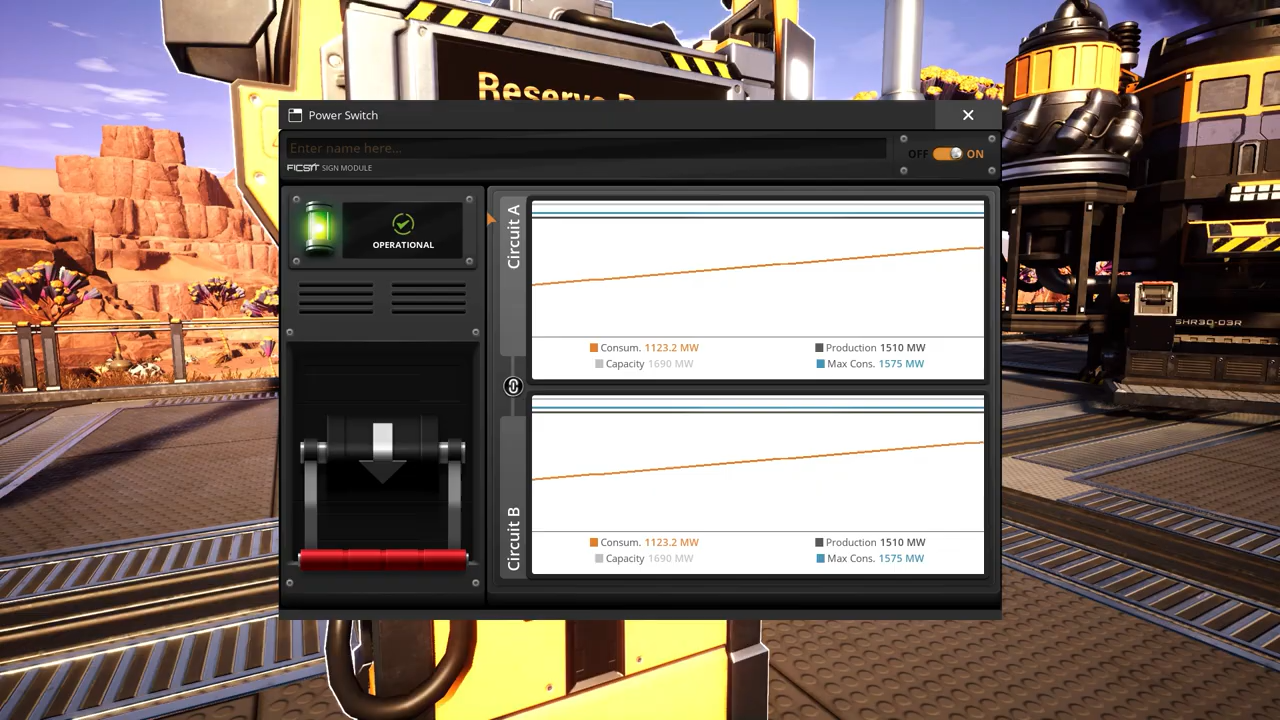 Reserve
Power Switch
Enter name here...
OFF ON
FICSIT SIGN MODULE
OPERATIONAL
Circuit A
Consum. 1123.2 MW
Production 1510 MW
Capacity 1690 MW
Max Cons. 1575 MW
Circuit B
Consum. 1123.2 MW
Production 1510 MW
Capacity 1690 MW
Max Cons. 1575 MW